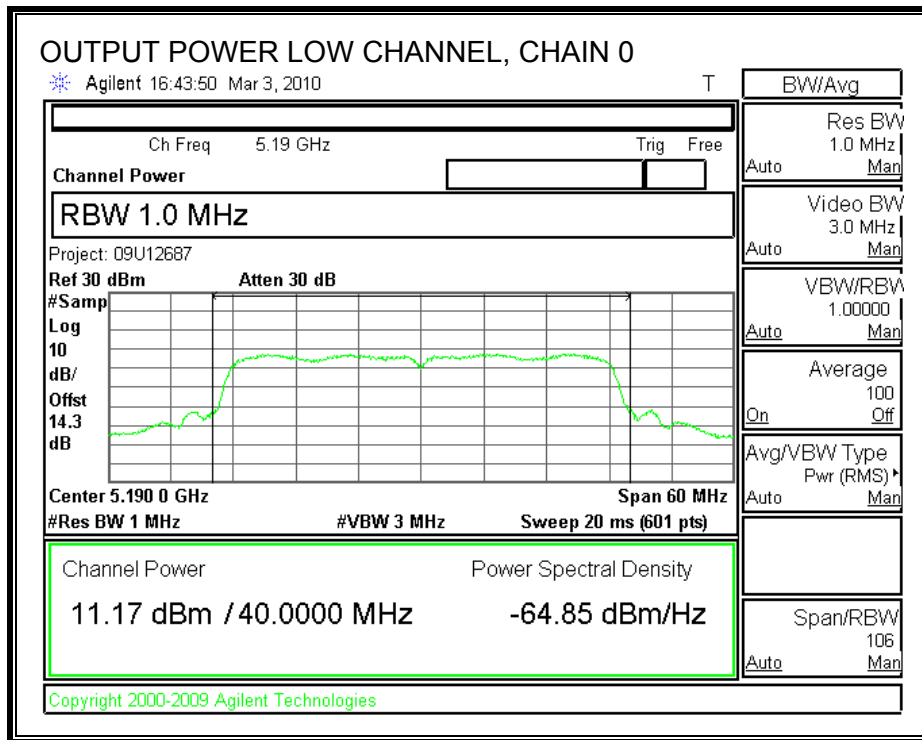 OUTPUT POWER LOW CHANNEL, CHAIN 0
Agilent 16:43:50 Mar 3, 2010 T
Ch Freq 5.19 GHz Trig Free
Channel Power
RBW 1.0 MHz
Project: 09U12687
Ref 30 dBm Atten 30 dB
#Samp
Log
10
dB/
Offst
14.3
dB
Center 5.190 0 GHz Span 60 MHz
#Res BW 1 MHz #VBW 3 MHz Sweep 20 ms (601 pts)
Channel Power Power Spectral Density
11.17 dBm / 40.0000 MHz -64.85 dBm/Hz
Copyright 2000-2009 Agilent Technologies
BW/Avg
Res BW
1.0 MHz
Auto Man
Video BW
3.0 MHz
Auto Man
VBW/RBW
1.00000
Auto Man
Average
100
On Off
Avg/VBW Type
Pwr (RMS)
Auto Man
Span/RBW
106
Auto Man